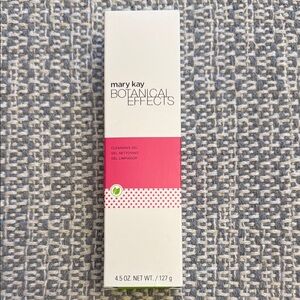 mary kay
BOTANICAL
EFFECTS
CLEANSING GEL
GEL NETTOYANT
GEL LIMPIADOR
4.5 OZ. NET WT. / 127 g